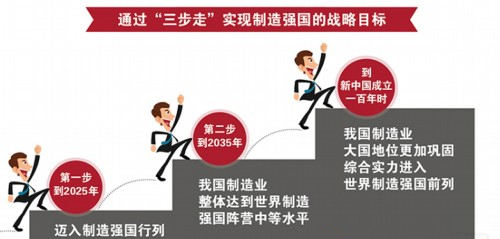 通过“三步走”实现制造强国的战略目标
第一步
到2025年
迈入制造强国行列
第二步
到2035年
我国制造业
整体达到世界制造
强国阵营中等水平
到
新中国成立
一百年时
我国制造业
大国地位更加巩固
综合实力进入
世界制造强国前列